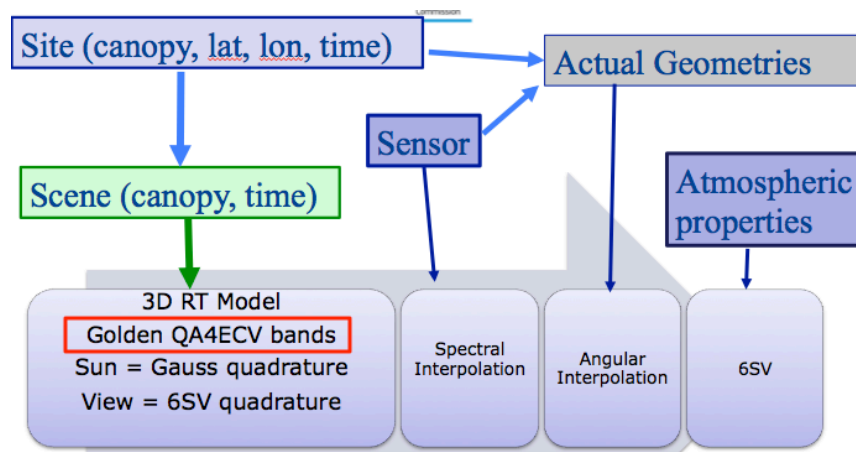 Commission
Site (canopy, lat, lon, time)
Actual Geometries
Sensor
Scene (canopy, time)
Atmospheric
properties
3D RT Model
Golden QA4ECV bands
Sun = Gauss quadrature
View = 6SV quadrature
Spectral
Interpolation
Angular
Interpolation
6SV